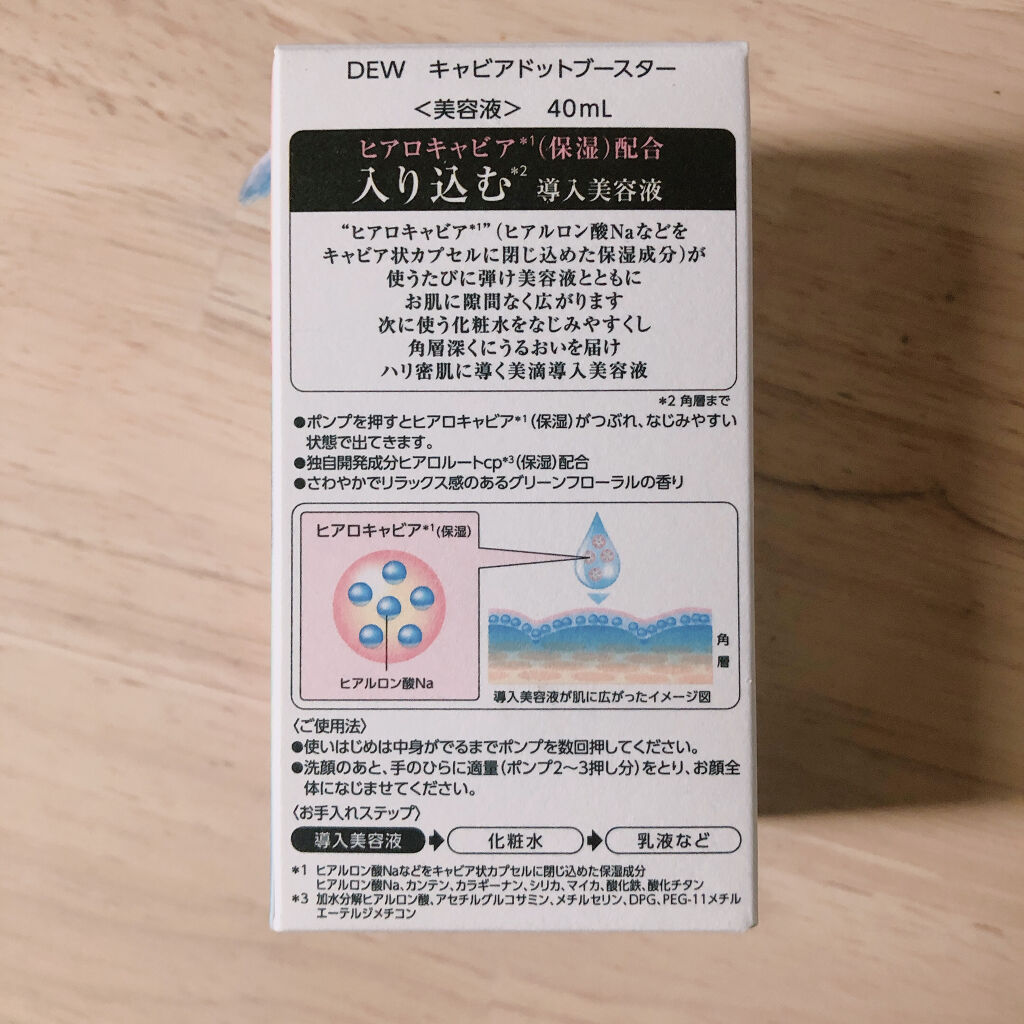 DEW キャビアドットブースター
＜美容液＞ 40mL
ヒアロキャビア*1(保湿)配合
入り込む*2 導入美容液
“ヒアロキャビア*1”(ヒアルロン酸Naなどを
キャビア状カプセルに閉じ込めた保湿成分)が
使うたびに弾け美容液とともに
お肌に隙間なく広がります
次に使う化粧水をなじみやすくし
角層深くにうるおいを届け
ハリ密肌に導く美滴導入美容液
*2 角層まで
●ポンプを押すとヒアロキャビア*1(保湿)がつぶれ、なじみやすい
状態で出てきます。
●独自開発成分ヒアロルートcp*3(保湿)配合
●さわやかでリラックス感のあるグリーンフローラルの香り
ヒアロキャビア*1(保湿)
ヒアルロン酸Na
角層
導入美容液が肌に広がったイメージ図
〈ご使用法〉
●使いはじめは中身がでるまでポンプを数回押してください。
●洗顔のあと、手のひらに適量(ポンプ2〜3押し分)をとり、お顔全
体になじませてください。
〈お手入れステップ〉
導入美容液 → 化粧水 → 乳液など
*1 ヒアルロン酸Naなどをキャビア状カプセルに閉じ込めた保湿成分
ヒアルロン酸Na、カンテン、カラギーナン、シリカ、マイカ、酸化鉄、酸化チタン
*3 加水分解ヒアルロン酸、アセチルグルコサミン、メチルセリン、DPG、PEG-11メチル
エーテルジメチコン